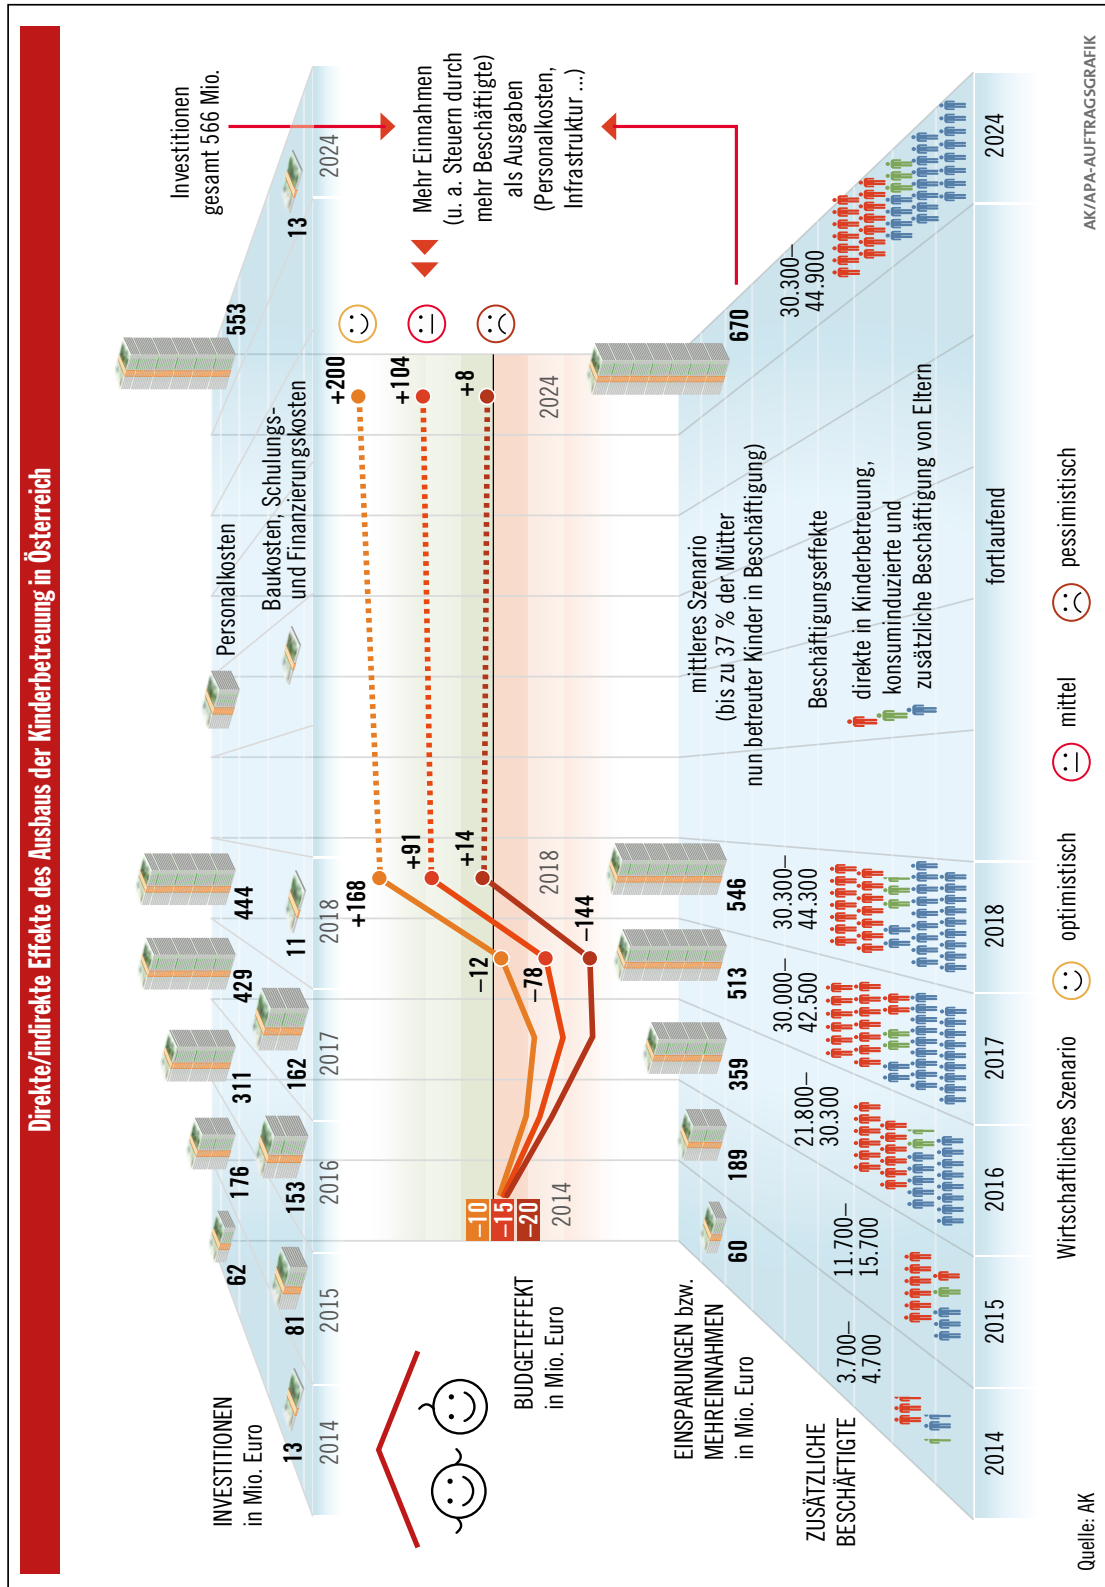 Direkte/indirekte Effekte des Ausbaus der Kinderbetreuung in Österreich
INVESTITIONEN
in Mio. Euro
13
62
81
176
153
311
162
429
444
11
Personalkosten
Baukosten, Schulungs-
und Finanzierungskosten
553
13
Investitionen
gesamt 566 Mio.
2014
2015
2016
2017
2018
2024
BUDGETEFFEKT
in Mio. Euro
–10
–15
–20
2014
–12
–78
–144
+168
+91
+14
2018
+200
+104
+8
2024
Mehr Einnahmen
(u. a. Steuern durch
mehr Beschäftigte)
als Ausgaben
(Personalkosten,
Infrastruktur ...)
EINSPARUNGEN bzw.
MEHREINNAHMEN
in Mio. Euro
60
189
359
513
546
670
mittleres Szenario
(bis zu 37 % der Mütter
nun betreuter Kinder in Beschäftigung)
ZUSÄTZLICHE
BESCHÄFTIGTE
3.700–
4.700
11.700–
15.700
21.800–
30.300
30.000–
42.500
30.300–
44.300
30.300–
44.900
Beschäftigungseffekte
direkte in Kinderbetreuung,
konsuminduzierte und
zusätzliche Beschäftigung von Eltern
2014
2015
2016
2017
2018
fortlaufend
2024
Wirtschaftliches Szenario
optimistisch
mittel
pessimistisch
Quelle: AK
AK/APA-AUFTRAGSGRAFIK